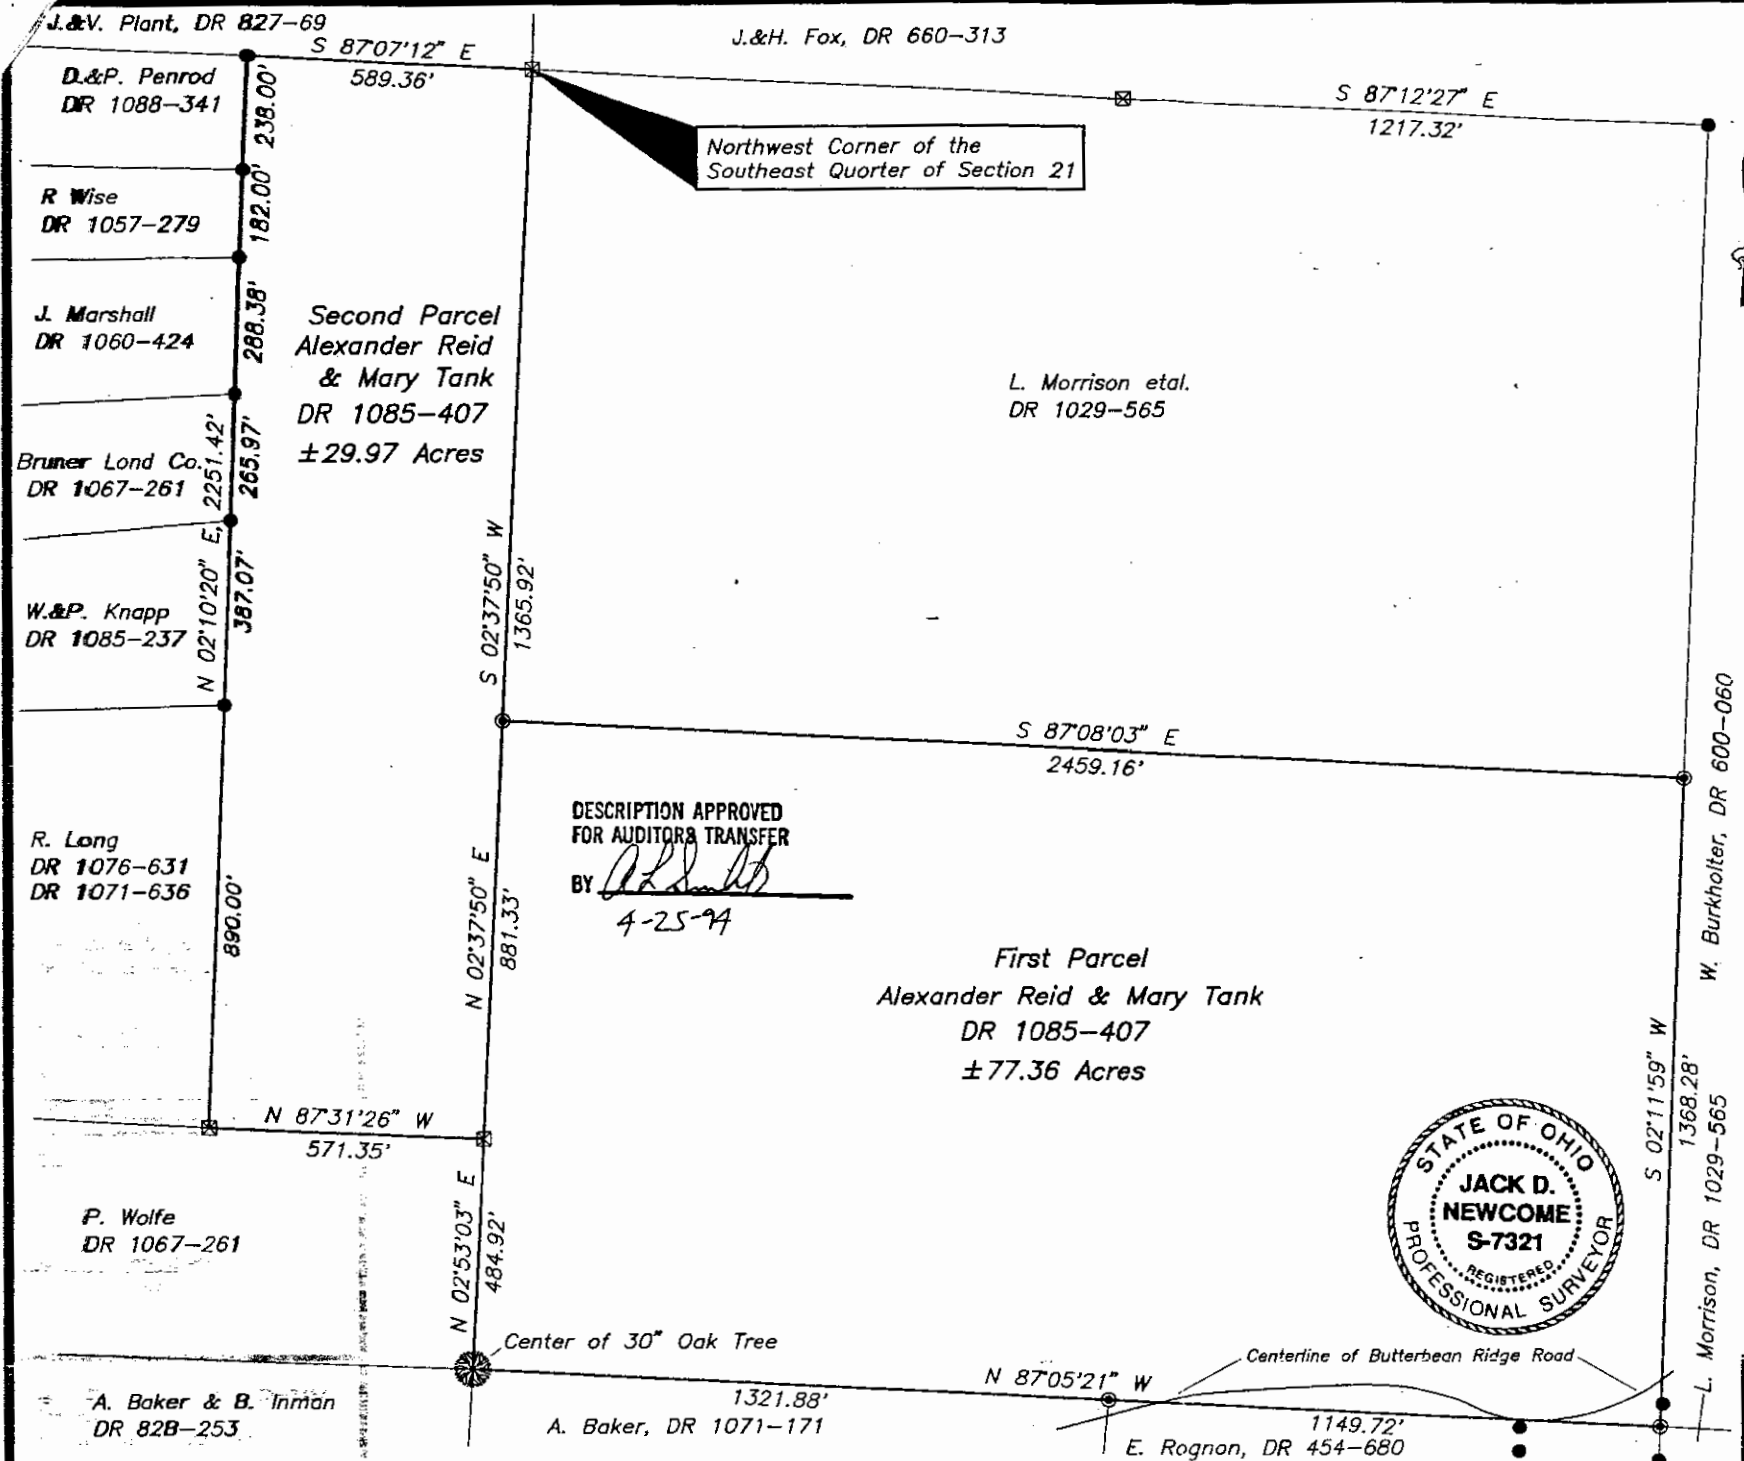 J.&V. Plant, DR 827-69
S 87°07'12" E
589.36'
J.&H. Fox, DR 660-313
S 87°12'27" E
1217.32'
D.&P. Penrod
DR 1088-341
238.00'
Northwest Corner of the
Southeast Quorter of Section 21
R Wise
DR 1057-279
182.00'
J. Marshall
DR 1060-424
288.38'
Second Parcel
Alexander Reid
& Mary Tank
DR 1085-407
±29.97 Acres
L. Morrison etal.
DR 1029-565
Bruner Lond Co.
DR 1067-261
N 02°10'20" E, 2251.42'
265.97'
W.&P. Knapp
DR 1085-237
387.07'
S 02°37'50" W
1365.92'
S 87°08'03" E
2459.16'
W. Burkholter, DR 600-060
DESCRIPTION APPROVED
FOR AUDITORS TRANSFER
BY
4-25-94
R. Long
DR 1076-631
DR 1071-636
890.00'
N 02°37'50" E
881.33'
First Parcel
Alexander Reid & Mary Tank
DR 1085-407
±77.36 Acres
S 02°11'59" W
1368.28'
L. Morrison, DR 1029-565
N 87°31'26" W
571.35'
STATE OF OHIO
JACK D.
NEWCOME
S-7321
REGISTERED
PROFESSIONAL SURVEYOR
P. Wolfe
DR 1067-261
N 02°53'03" E
484.92'
Center of 30" Oak Tree
Centerline of Butterbean Ridge Road
N 87°05'21" W
1321.88'
1149.72'
A. Baker & B. Inman
DR 828-253
A. Baker, DR 1071-171
E. Rognon, DR 454-680